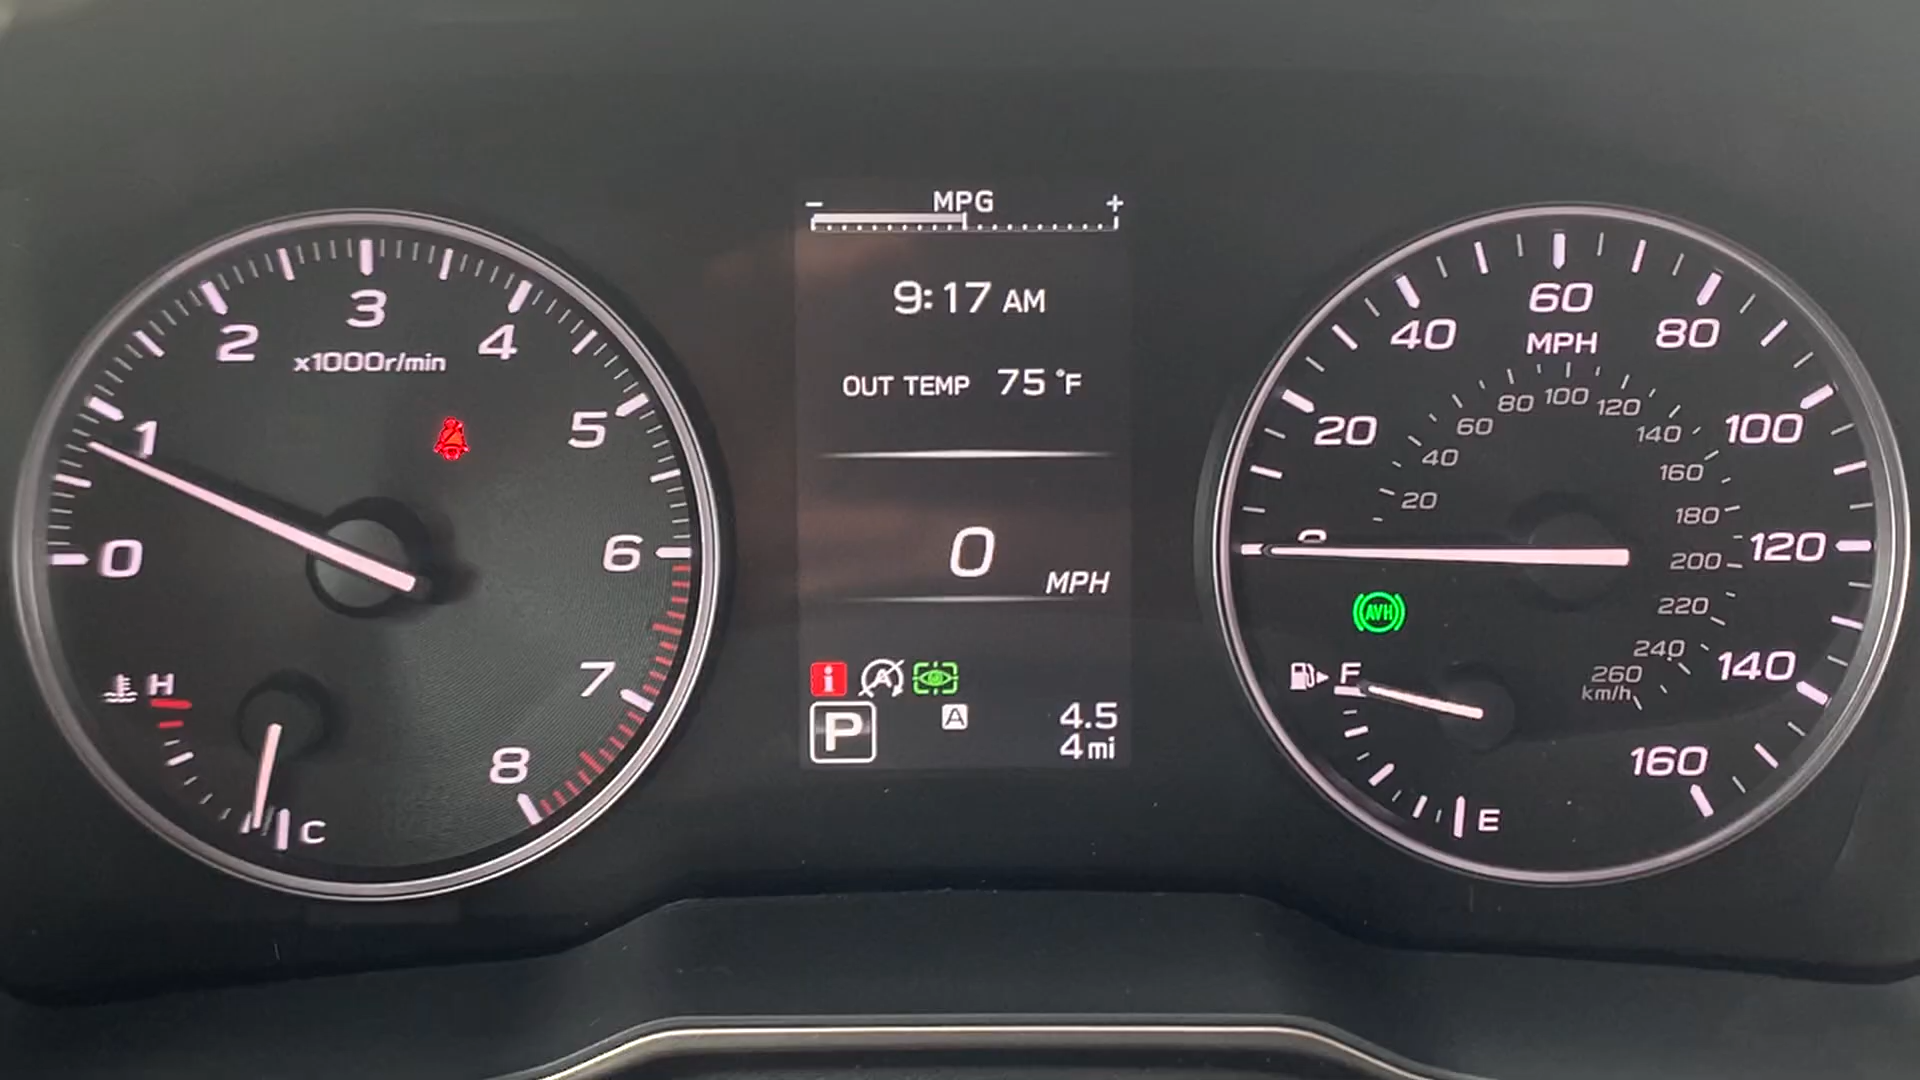 0
1
2
3
4
5
6
7
8
x1000r/min
H
C
MPG
- +
9:17 AM
OUT TEMP 75 °F
0
MPH
i
A
P
A
4.5
4 mi
20
40
60
80
100
120
140
160
MPH
20
40
60
80
100
120
140
160
180
200
220
240
260
km/h
AVH
F
E